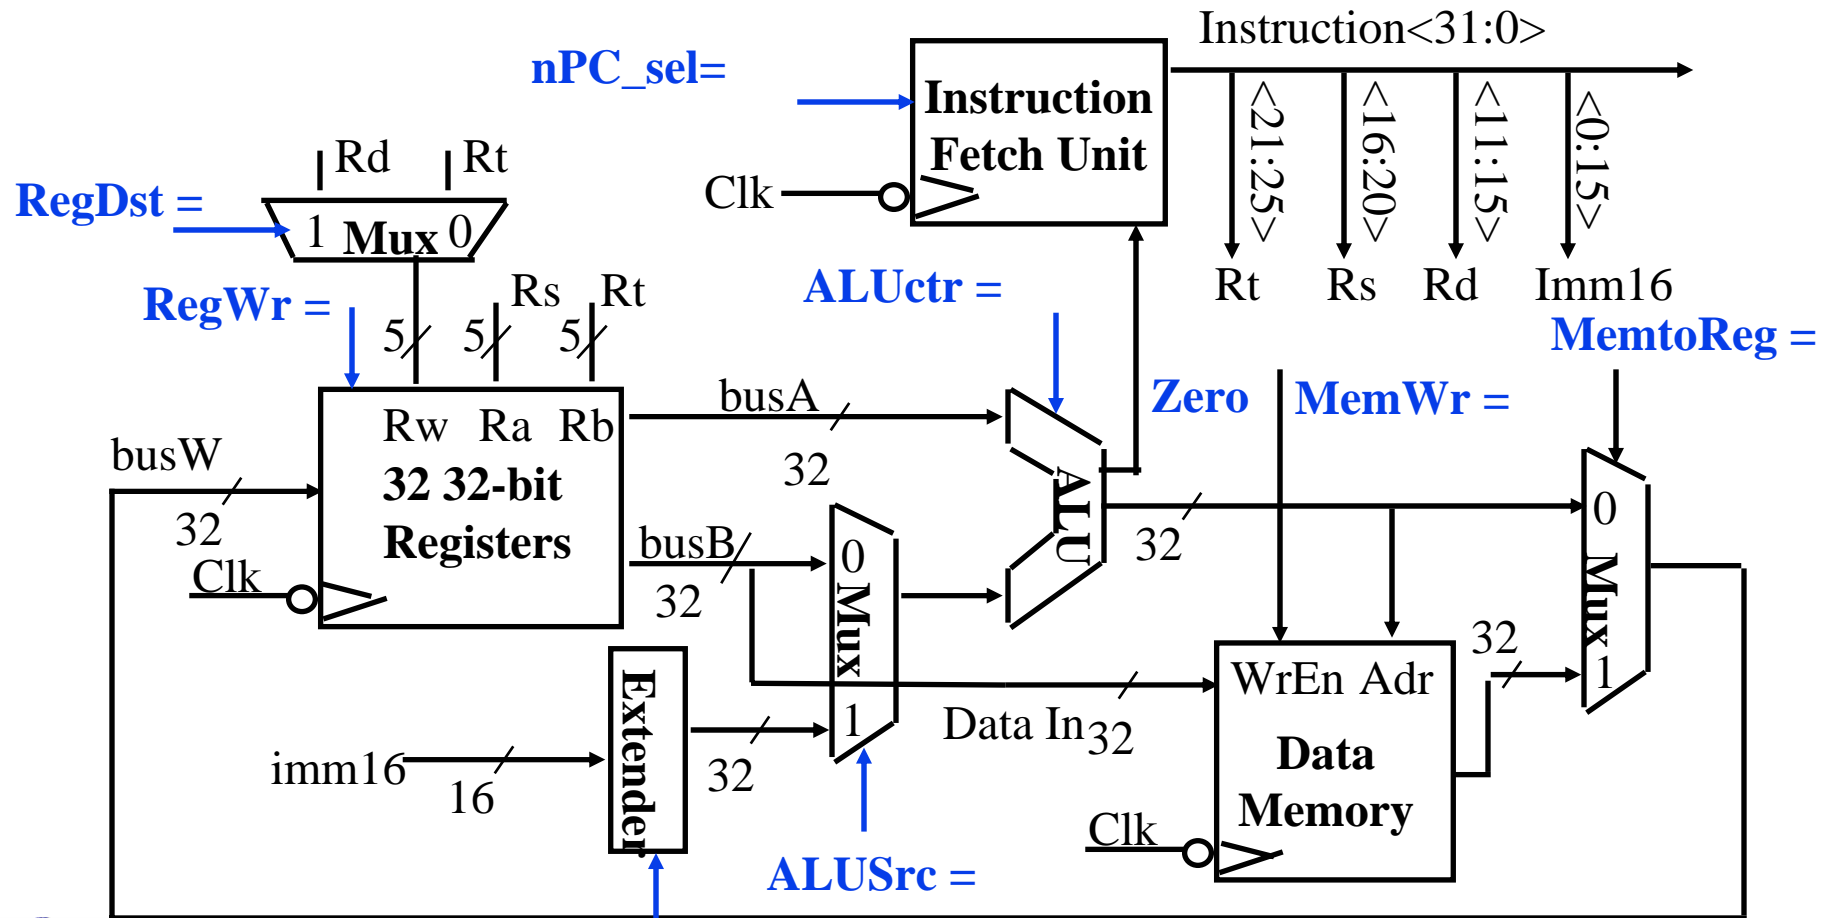 Instruction<31:0>
nPC_sel=
Instruction
Fetch Unit
Clk
<21:25>
<16:20>
<11:15>
<0:15>
Rt
Rs
Rd
Imm16
Rd
Rt
RegDst =
1 Mux 0
RegWr =
Rs
Rt
5
5
5
ALUctr =
MemtoReg =
Zero
MemWr =
busA
32
busW
32
Rw Ra Rb
32 32-bit
Registers
Clk
busB
32
0
Mux
1
ALU
32
0
Mux
1
32
Extender
imm16
16
32
Data In
32
WrEn Adr
Data
Memory
Clk
ALUSrc =